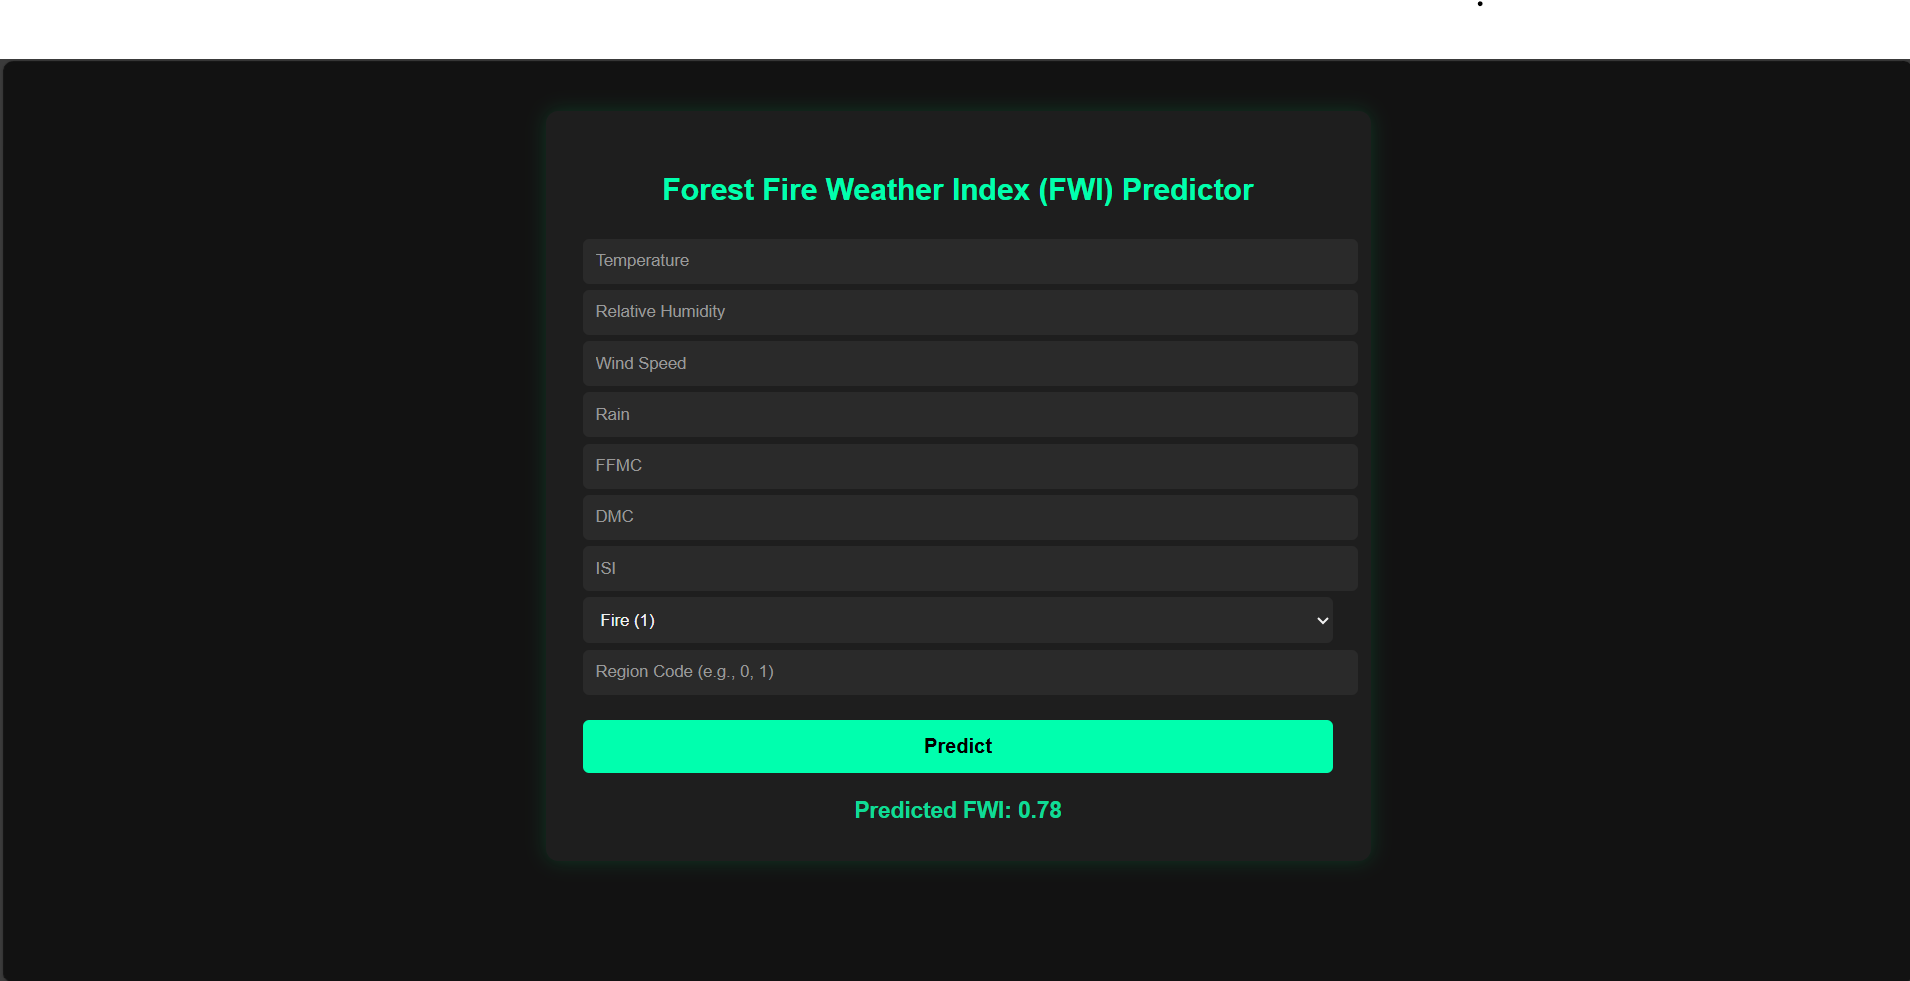 Forest Fire Weather Index (FWI) Predictor
Temperature
Relative Humidity
Wind Speed
Rain
FFMC
DMC
ISI
Fire (1)
Region Code (e.g., 0, 1)
Predict
Predicted FWI: 0.78